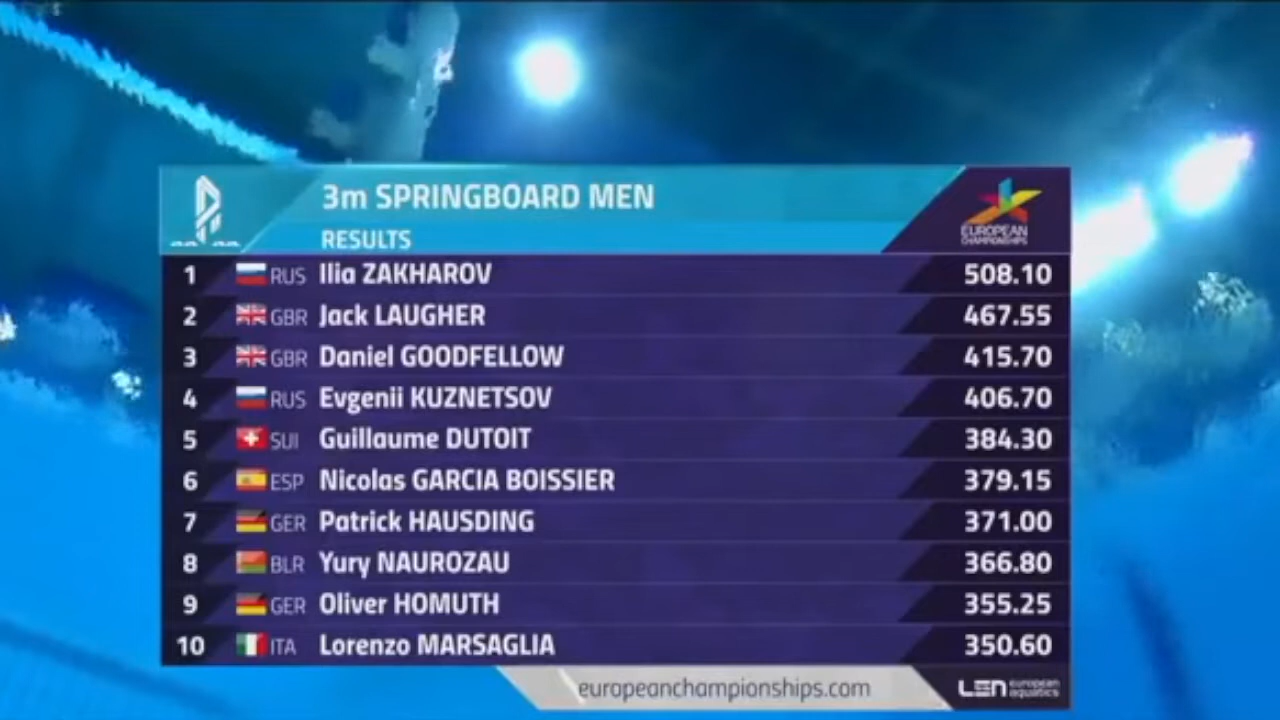 3m SPRINGBOARD MEN
RESULTS
EUROPEAN
CHAMPIONSHIPS
1 RUS Ilia ZAKHAROV 508.10
2 GBR Jack LAUGHER 467.55
3 GBR Daniel GOODFELLOW 415.70
4 RUS Evgenii KUZNETSOV 406.70
5 SUI Guillaume DUTOIT 384.30
6 ESP Nicolas GARCIA BOISSIER 379.15
7 GER Patrick HAUSDING 371.00
8 BLR Yury NAUROZAU 366.80
9 GER Oliver HOMUTH 355.25
10 ITA Lorenzo MARSAGLIA 350.60
europeanchampionships.com
LEN european
aquatics